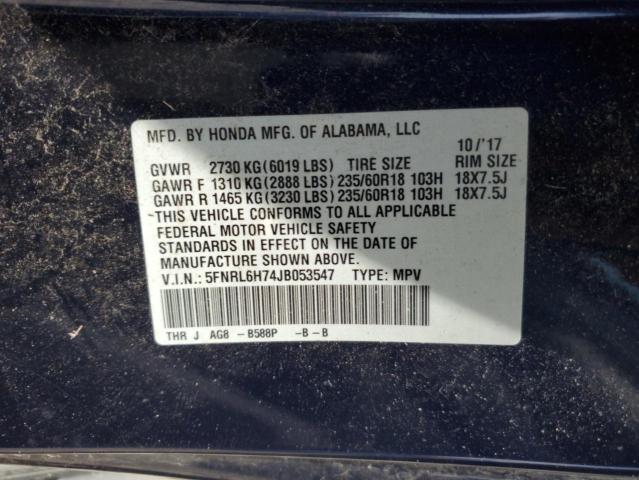 MFD. BY HONDA MFG. OF ALABAMA, LLC 10/'17
GVWR 2730 KG(6019 LBS) TIRE SIZE RIM SIZE
GAWR F 1310 KG(2888 LBS)235/60R18 103H 18X7.5J
GAWR R 1465 KG(3230 LBS)235/60R18 103H 18X7.5J
THIS VEHICLE CONFORMS TO ALL APPLICABLE
FEDERAL MOTOR VEHICLE SAFETY
STANDARDS IN EFFECT ON THE DATE OF
MANUFACTURE SHOWN ABOVE.
V.I.N.: 5FNRL6H74JB053547 TYPE: MPV
THR J AG8 -B588P -B-B